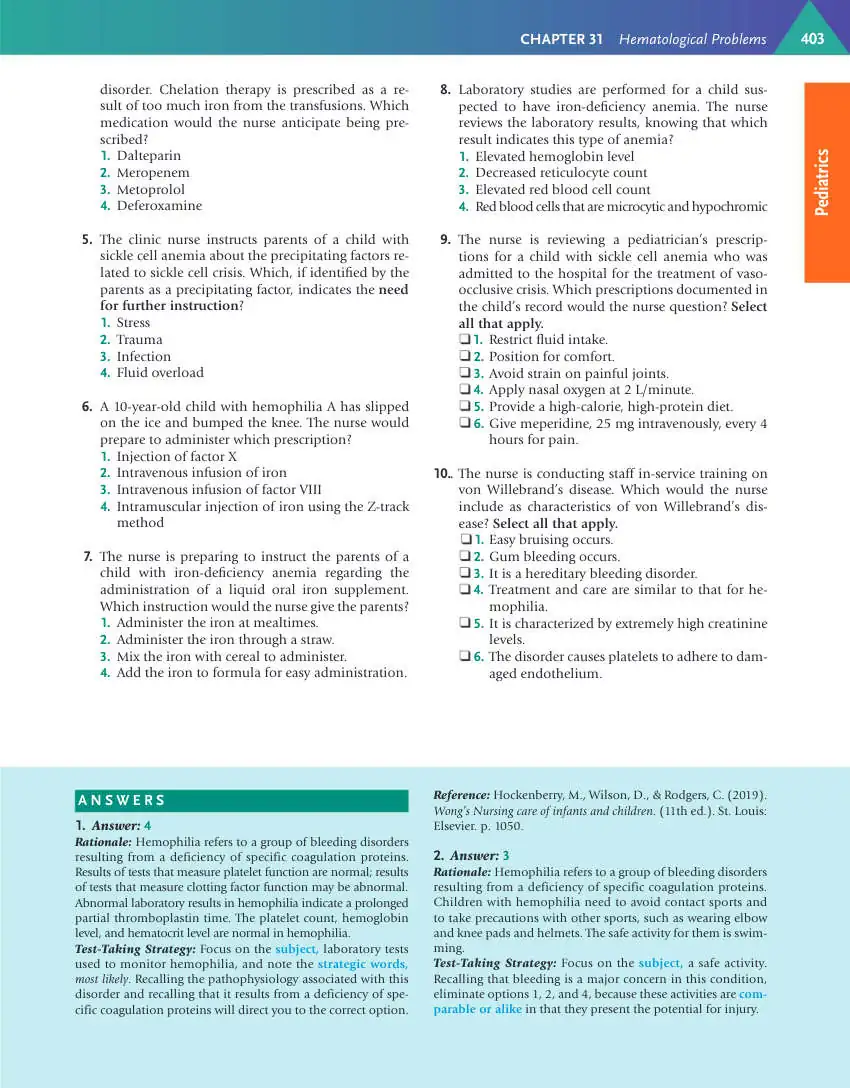 CHAPTER 31 Hematological Problems 403
disorder. Chelation therapy is prescribed as a re-
sult of too much iron from the transfusions. Which
medication would the nurse anticipate being pre-
scribed?
1. Dalteparin
2. Meropenem
3. Metoprolol
4. Deferoxamine
5. The clinic nurse instructs parents of a child with
sickle cell anemia about the precipitating factors re-
lated to sickle cell crisis. Which, if identified by the
parents as a precipitating factor, indicates the need
for further instruction?
1. Stress
2. Trauma
3. Infection
4. Fluid overload
6. A 10-year-old child with hemophilia A has slipped
on the ice and bumped the knee. The nurse would
prepare to administer which prescription?
1. Injection of factor X
2. Intravenous infusion of iron
3. Intravenous infusion of factor VIII
4. Intramuscular injection of iron using the Z-track
method
7. The nurse is preparing to instruct the parents of a
child with iron-deficiency anemia regarding the
administration of a liquid oral iron supplement.
Which instruction would the nurse give the parents?
1. Administer the iron at mealtimes.
2. Administer the iron through a straw.
3. Mix the iron with cereal to administer.
4. Add the iron to formula for easy administration.
8. Laboratory studies are performed for a child sus-
pected to have iron-deficiency anemia. The nurse
reviews the laboratory results, knowing that which
result indicates this type of anemia?
1. Elevated hemoglobin level
2. Decreased reticulocyte count
3. Elevated red blood cell count
4. Red blood cells that are microcytic and hypochromic
9. The nurse is reviewing a pediatrician's prescrip-
tions for a child with sickle cell anemia who was
admitted to the hospital for the treatment of vaso-
occlusive crisis. Which prescriptions documented in
the child's record would the nurse question? Select
all that apply.
❑ 1. Restrict fluid intake.
❑ 2. Position for comfort.
❑ 3. Avoid strain on painful joints.
❑ 4. Apply nasal oxygen at 2 L/minute.
❑ 5. Provide a high-calorie, high-protein diet.
❑ 6. Give meperidine, 25 mg intravenously, every 4
hours for pain.
10.. The nurse is conducting staff in-service training on
von Willebrand's disease. Which would the nurse
include as characteristics of von Willebrand's dis-
ease? Select all that apply.
❑ 1. Easy bruising occurs.
❑ 2. Gum bleeding occurs.
❑ 3. It is a hereditary bleeding disorder.
❑ 4. Treatment and care are similar to that for he-
mophilia.
❑ 5. It is characterized by extremely high creatinine
levels.
❑ 6. The disorder causes platelets to adhere to dam-
aged endothelium.
Pediatrics
ANSWERS
1. Answer: 4
Rationale: Hemophilia refers to a group of bleeding disorders
resulting from a deficiency of specific coagulation proteins.
Results of tests that measure platelet function are normal; results
of tests that measure clotting factor function may be abnormal.
Abnormal laboratory results in hemophilia indicate a prolonged
partial thromboplastin time. The platelet count, hemoglobin
level, and hematocrit level are normal in hemophilia.
Test-Taking Strategy: Focus on the subject, laboratory tests
used to monitor hemophilia, and note the strategic words,
most likely. Recalling the pathophysiology associated with this
disorder and recalling that it results from a deficiency of spe-
cific coagulation proteins will direct you to the correct option.
Reference: Hockenberry, M., Wilson, D., & Rodgers, C. (2019).
Wong's Nursing care of infants and children. (11th ed.). St. Louis:
Elsevier. p. 1050.
2. Answer: 3
Rationale: Hemophilia refers to a group of bleeding disorders
resulting from a deficiency of specific coagulation proteins.
Children with hemophilia need to avoid contact sports and
to take precautions with other sports, such as wearing elbow
and knee pads and helmets. The safe activity for them is swim-
ming.
Test-Taking Strategy: Focus on the subject, a safe activity.
Recalling that bleeding is a major concern in this condition,
eliminate options 1, 2, and 4, because these activities are com-
parable or alike in that they present the potential for injury.